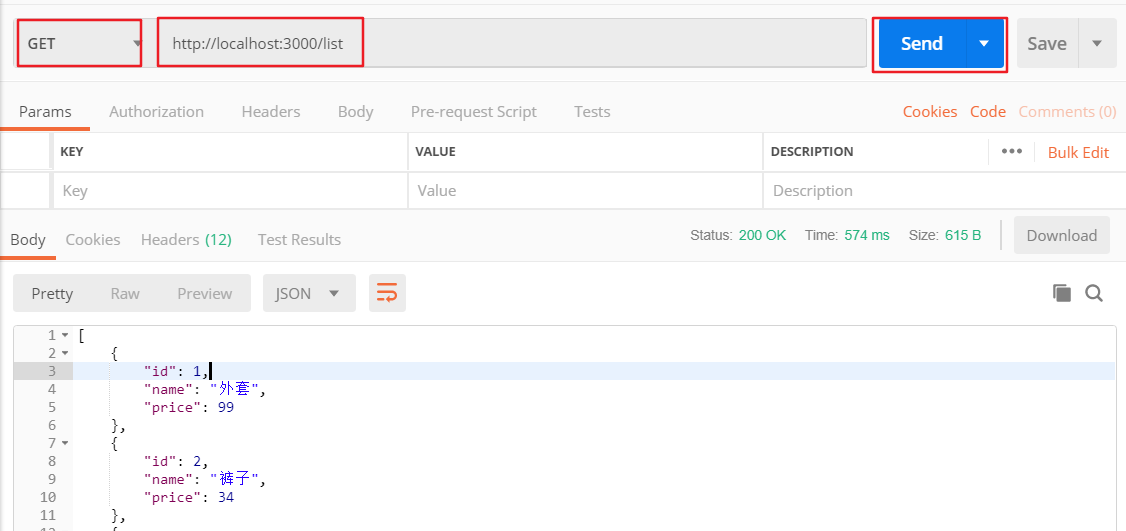 GET http://localhost:3000/list Send Save
Params Authorization Headers Body Pre-request Script Tests Cookies Code Comments (0)
KEY VALUE DESCRIPTION ••• Bulk Edit
Key Value Description
Body Cookies Headers (12) Test Results Status: 200 OK Time: 574 ms Size: 615 B Download
Pretty Raw Preview JSON
1 [
2 {
3 "id": 1,
4 "name": "外套",
5 "price": 99
6 },
7 {
8 "id": 2,
9 "name": "裤子",
10 "price": 34
11 },